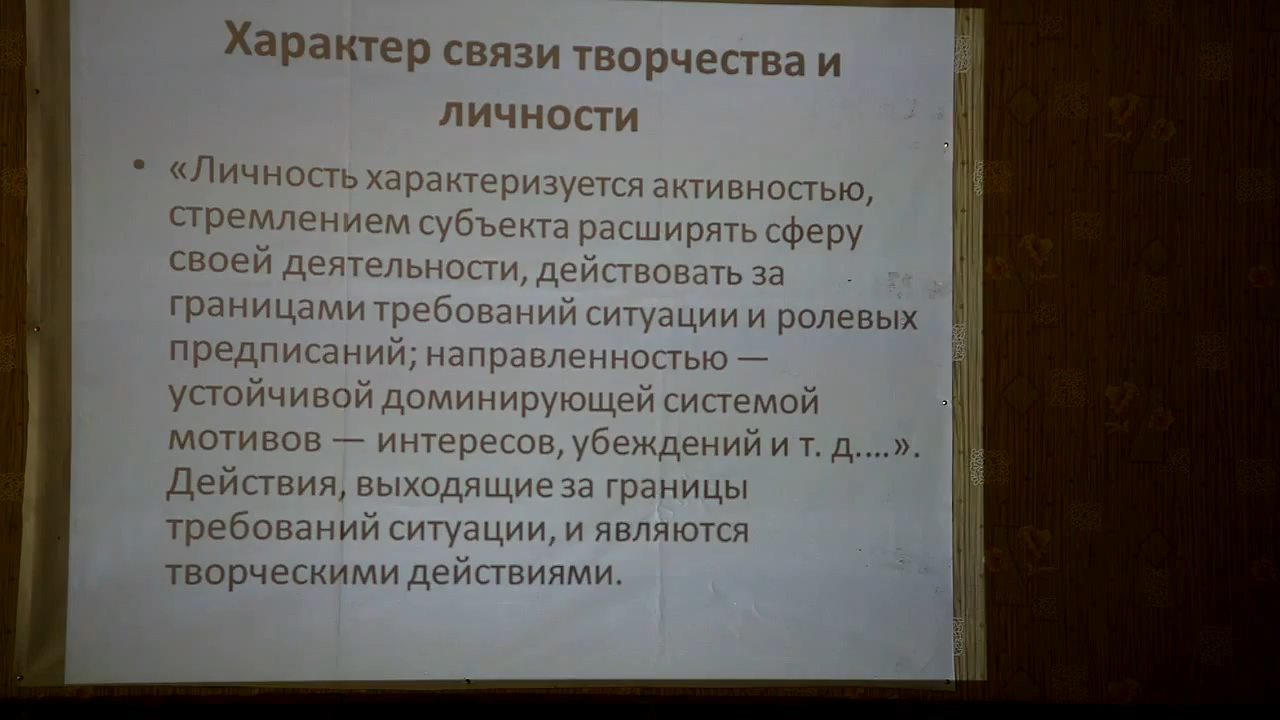 Характер связи творчества и
личности
• «Личность характеризуется активностью,
стремлением субъекта расширять сферу
своей деятельности, действовать за
границами требований ситуации и ролевых
предписаний; направленностью —
устойчивой доминирующей системой
мотивов — интересов, убеждений и т. д....».
Действия, выходящие за границы
требований ситуации, и являются
творческими действиями.